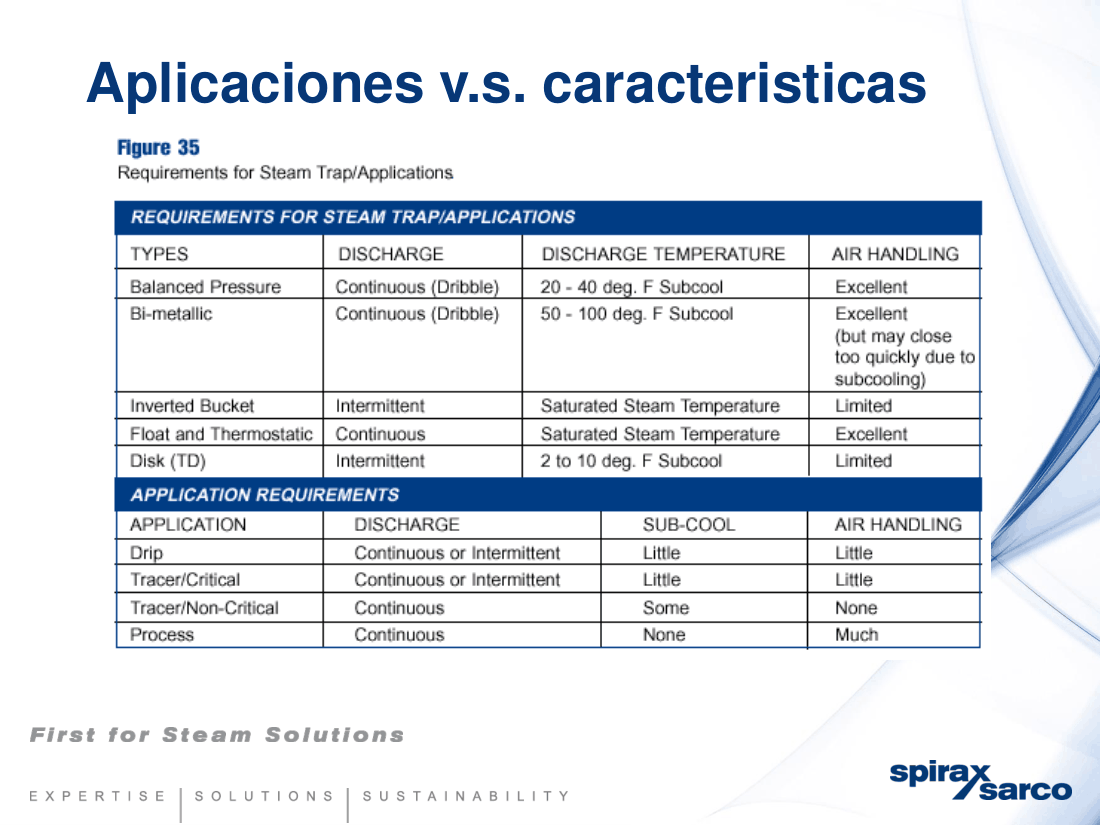 Aplicaciones v.s. caracteristicas
Figure 35
Requirements for Steam Trap/Applications
REQUIREMENTS FOR STEAM TRAP/APPLICATIONS
TYPES DISCHARGE DISCHARGE TEMPERATURE AIR HANDLING
Balanced Pressure Continuous (Dribble) 20 - 40 deg. F Subcool Excellent
Bi-metallic Continuous (Dribble) 50 - 100 deg. F Subcool Excellent
(but may close
too quickly due to
subcooling)
Inverted Bucket Intermittent Saturated Steam Temperature Limited
Float and Thermostatic Continuous Saturated Steam Temperature Excellent
Disk (TD) Intermittent 2 to 10 deg. F Subcool Limited
APPLICATION REQUIREMENTS
APPLICATION DISCHARGE SUB-COOL AIR HANDLING
Drip Continuous or Intermittent Little Little
Tracer/Critical Continuous or Intermittent Little Little
Tracer/Non-Critical Continuous Some None
Process Continuous None Much
First for Steam Solutions
EXPERTISE SOLUTIONS SUSTAINABILITY
spirax
sarco